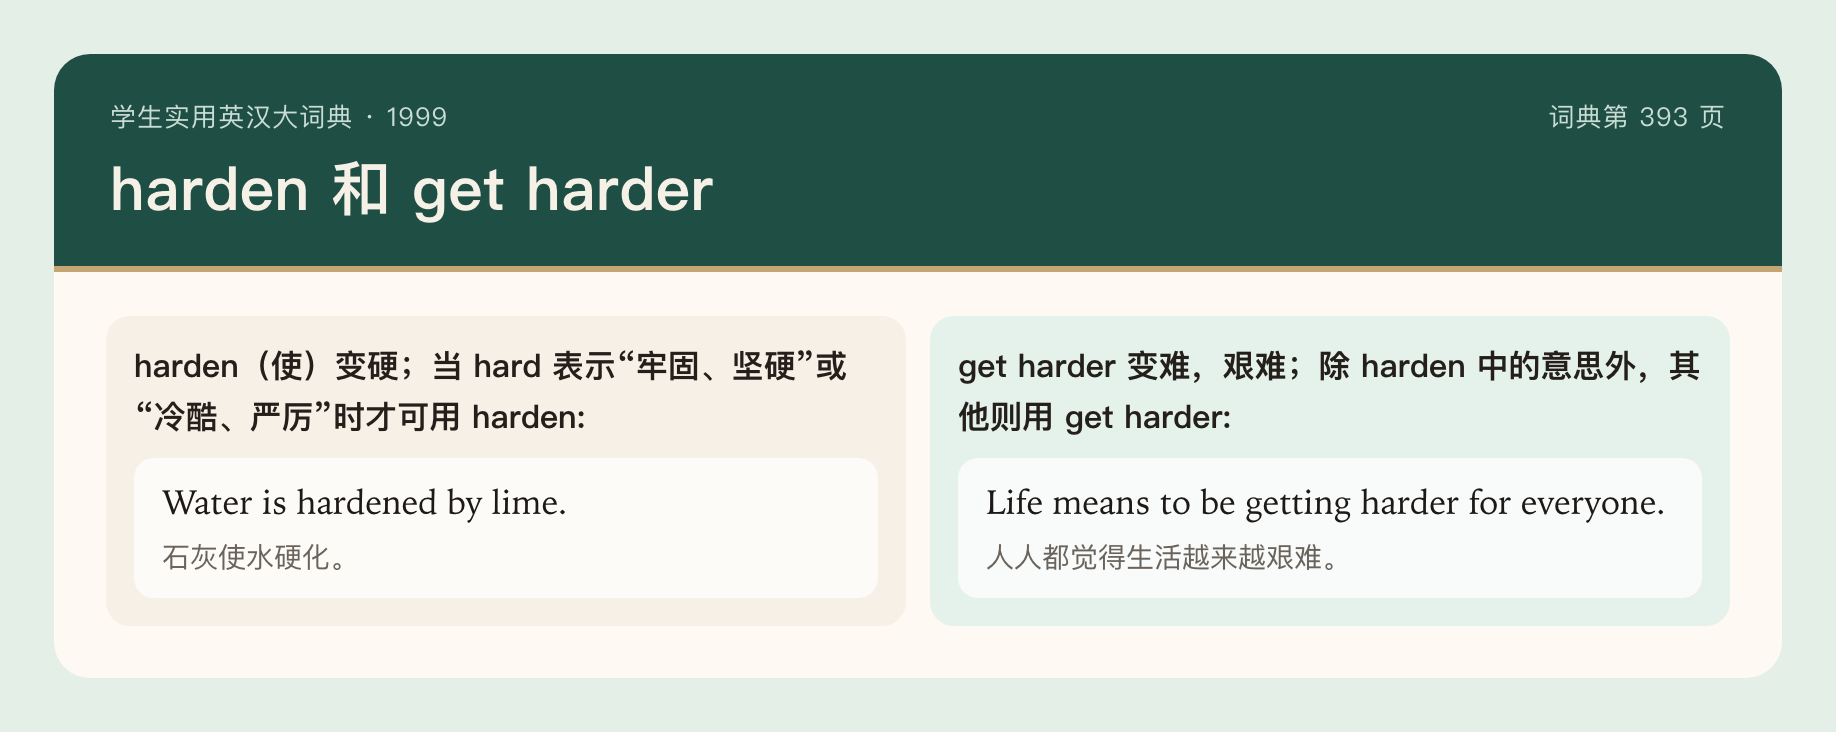 学生实用英汉大词典 · 1999
词典第 393 页
harden 和 get harder
harden（使）变硬；当 hard 表示“牢固、坚硬”或
“冷酷、严厉”时才可用 harden:
Water is hardened by lime.
石灰使水硬化。
get harder 变难，艰难；除 harden 中的意思外，其
他则用 get harder:
Life means to be getting harder for everyone.
人人都觉得生活越来越艰难。